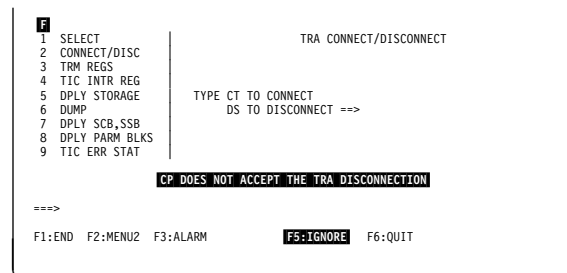 F
1 SELECT TRA CONNECT/DISCONNECT
2 CONNECT/DISC
3 TRM REGS
4 TIC INTR REG
5 DPLY STORAGE TYPE CT TO CONNECT
6 DUMP DS TO DISCONNECT ==>
7 DPLY SCB,SSB
8 DPLY PARM BLKS
9 TIC ERR STAT
CP DOES NOT ACCEPT THE TRA DISCONNECTION
===>
F1:END F2:MENU2 F3:ALARM F5:IGNORE F6:QUIT